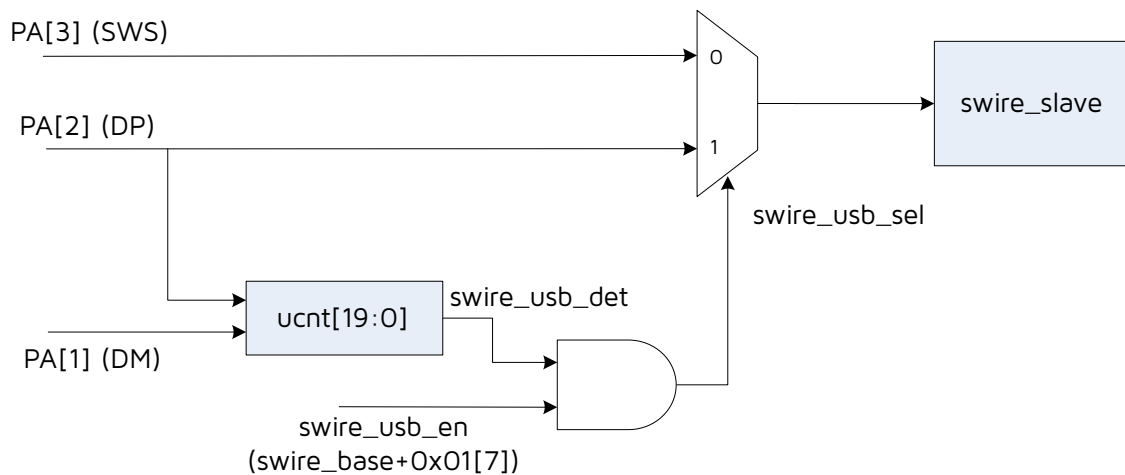 PA[3] (SWS)
0
swire_slave
PA[2] (DP)
1
swire_usb_sel
swire_usb_det
ucnt[19:0]
PA[1] (DM)
swire_usb_en
(swire_base+0x01[7])